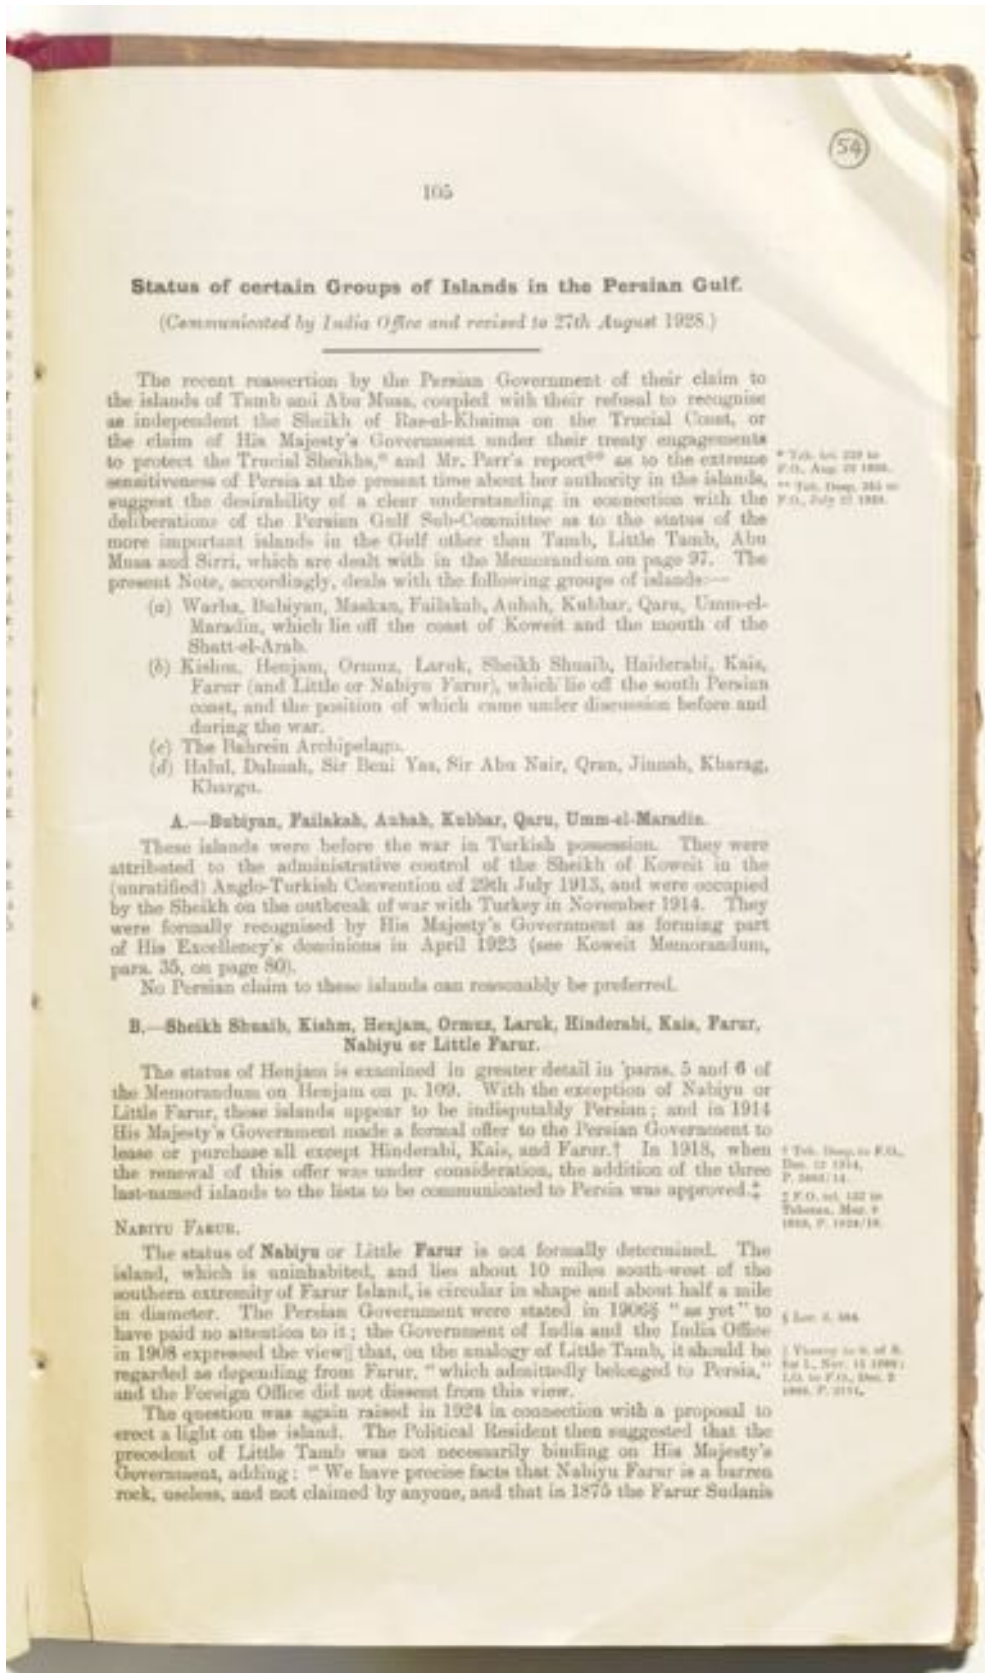 54
105
Status of certain Groups of Islands in the Persian Gulf.
(Communicated by India Office and revised to 27th August 1928.)
The recent reassertion by the Persian Government of their claim to
the islands of Tamb and Abu Musa, coupled with their refusal to recognise
as independent the Sheikh of Ras-al-Khaima on the Trucial Coast, or
the claim of His Majesty's Government under their treaty engagements
to protect the Trucial Sheikhs,* and Mr. Parr's report** as to the extreme
sensitiveness of Persia at the present time about her authority in the islands,
suggest the desirability of a clear understanding in connection with the
deliberations of the Persian Gulf Sub-Committee as to the status of the
more important islands in the Gulf other than Tamb, Little Tamb, Abu
Musa and Sirri, which are dealt with in the Memorandum on page 97. The
present Note, accordingly, deals with the following groups of islands:—
(a) Warba, Bubiyan, Maskan, Failakah, Auhah, Kubbar, Qaru, Umm-el-
Maradin, which lie off the coast of Koweit and the mouth of the
Shatt-el-Arab.
(b) Kishm, Henjam, Ormuz, Laruk, Sheikh Shuaib, Haiderabi, Kais,
Farur (and Little or Nabiyu Farur), which lie off the south Persian
coast, and the position of which came under discussion before and
during the war.
(c) The Bahrein Archipelago.
(d) Halul, Dahnah, Sir Beni Yas, Sir Abu Nair, Qran, Jinnah, Kharag,
Khargu.
A.—Bubiyan, Failakah, Auhah, Kubbar, Qaru, Umm-el-Maradin.
These islands were before the war in Turkish possession. They were
attributed to the administrative control of the Sheikh of Koweit in the
(unratified) Anglo-Turkish Convention of 29th July 1913, and were occupied
by the Sheikh on the outbreak of war with Turkey in November 1914. They
were formally recognised by His Majesty's Government as forming part
of His Excellency's dominions in April 1923 (see Koweit Memorandum,
para. 35, on page 80).
No Persian claim to these islands can reasonably be preferred.
B.—Sheikh Shuaib, Kishm, Henjam, Ormuz, Laruk, Hinderabi, Kais, Farur,
Nabiyu or Little Farur.
The status of Henjam is examined in greater detail in paras. 5 and 6 of
the Memorandum on Henjam on p. 109. With the exception of Nabiyu or
Little Farur, these islands appear to be indisputably Persian; and in 1914
His Majesty's Government made a formal offer to the Persian Government to
lease or purchase all except Hinderabi, Kais, and Farur.† In 1918, when
the renewal of this offer was under consideration, the addition of the three
last-named islands to the lists to be communicated to Persia was approved.‡
NABIYU FARUR.
The status of Nabiyu or Little Farur is not formally determined. The
island, which is uninhabited, and lies about 10 miles south-west of the
southern extremity of Farur Island, is circular in shape and about half a mile
in diameter. The Persian Government were stated in 1906§ "as yet" to
have paid no attention to it; the Government of India and the India Office
in 1908 expressed the view|| that, on the analogy of Little Tamb, it should be
regarded as depending from Farur, "which admittedly belonged to Persia,"
and the Foreign Office did not dissent from this view.
The question was again raised in 1924 in connection with a proposal to
erect a light on the island. The Political Resident then suggested that the
precedent of Little Tamb was not necessarily binding on His Majesty's
Government, adding: "We have precise facts that Nabiyu Farur is a barren
rock, useless, and not claimed by anyone, and that in 1875 the Farur Sudanis